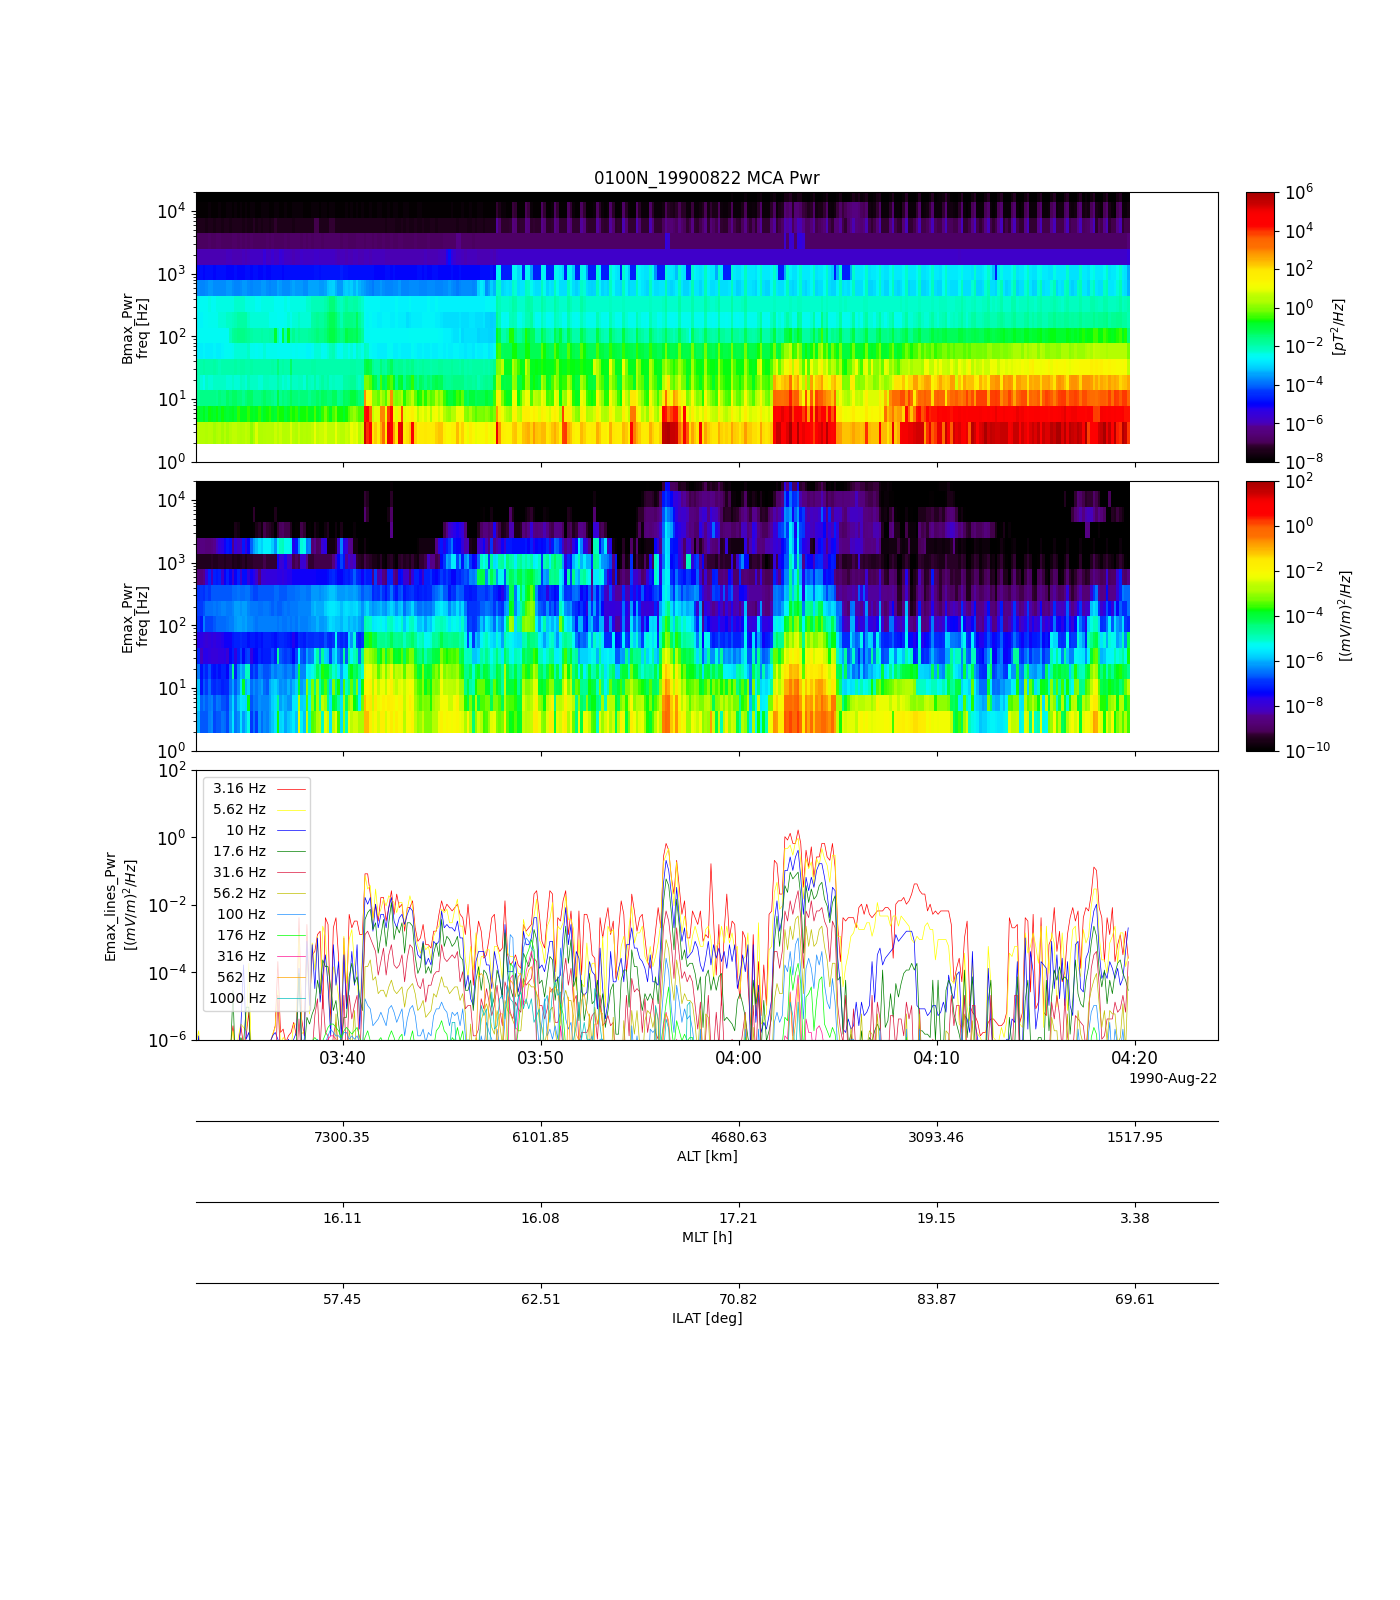 0100N_19900822 MCA Pwr
10^4
10^3
10^2
10^1
10^0
Bmax_Pwr
freq [Hz]
10^6
10^4
10^2
10^0
10^-2
10^-4
10^-6
10^-8
[pT^2/Hz]
10^4
10^3
10^2
10^1
10^0
Emax_Pwr
freq [Hz]
10^2
10^0
10^-2
10^-4
10^-6
10^-8
10^-10
[(mV/m)^2/Hz]
10^2
10^0
10^-2
10^-4
10^-6
Emax_lines_Pwr
[(mV/m)^2/Hz]
3.16 Hz
5.62 Hz
10 Hz
17.6 Hz
31.6 Hz
56.2 Hz
100 Hz
176 Hz
316 Hz
562 Hz
1000 Hz
03:40 03:50 04:00 04:10 04:20
1990-Aug-22
7300.35 6101.85 4680.63 3093.46 1517.95
ALT [km]
16.11 16.08 17.21 19.15 3.38
MLT [h]
57.45 62.51 70.82 83.87 69.61
ILAT [deg]